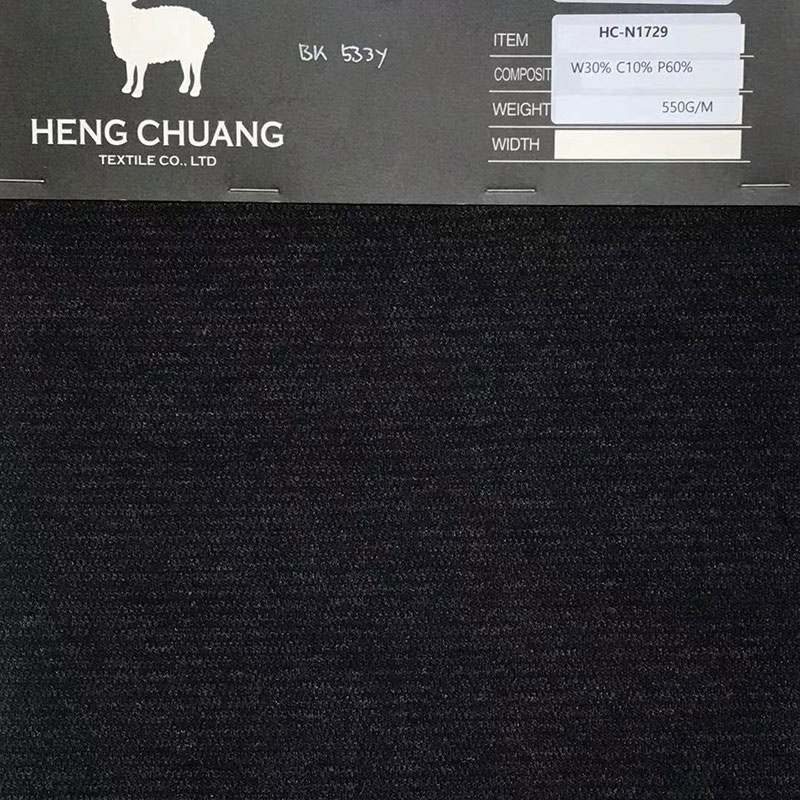 HENG CHUANG
TEXTILE CO., LTD
BK 533Y
ITEM HC-N1729
COMPOSIT W30% C10% P60%
WEIGHT 550G/M
WIDTH